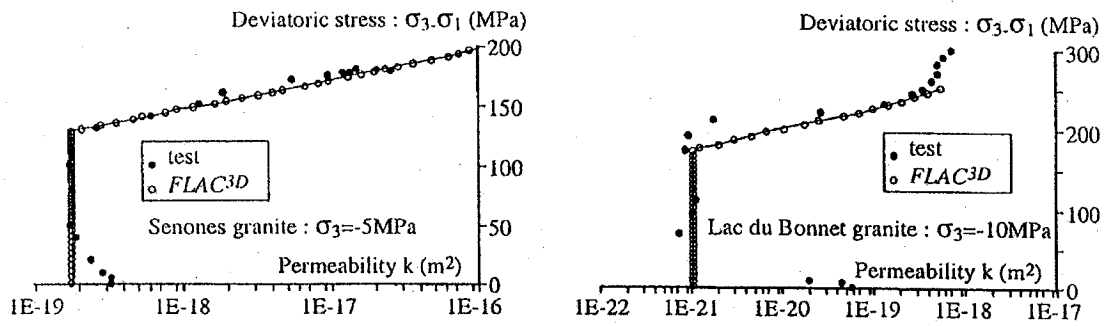 Deviatoric stress : σ3-σ1 (MPa)
200
150
100
50
0
test
FLAC3D
Senones granite : σ3=-5MPa
Permeability k (m2)
1E-19
1E-18
1E-17
1E-16
Deviatoric stress : σ3-σ1 (MPa)
300
200
100
0
test
FLAC3D
Lac du Bonnet granite : σ3=-10MPa
Permeability k (m2)
1E-22
1E-21
1E-20
1E-19
1E-18
1E-17